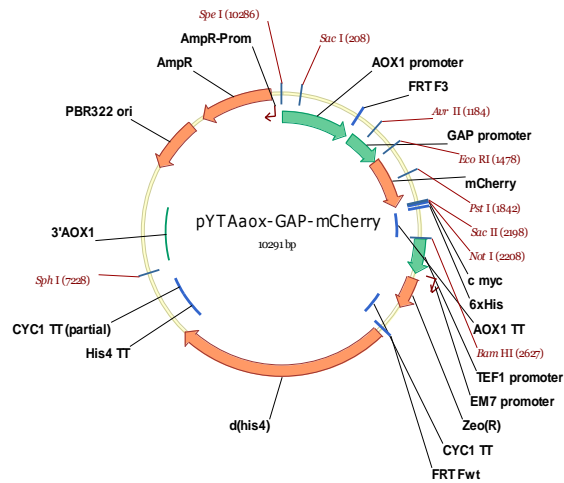 Spe I (10286)
AmpR-Prom
Sac I (208)
AmpR
AOX1 promoter
FRT F3
PBR322 ori
Avr II (1184)
GAP promoter
Eco RI (1478)
mCherry
Pst I (1842)
pYTAaox-GAP-mCherry
10291 bp
3'AOX1
Sac II (2198)
Not I (2208)
Sph I (7228)
c myc
6xHis
CYC1 TT (partial)
AOX1 TT
His4 TT
Bam HI (2627)
TEF1 promoter
EM7 promoter
Zeo(R)
d(his4)
CYC1 TT
FRT Fwt